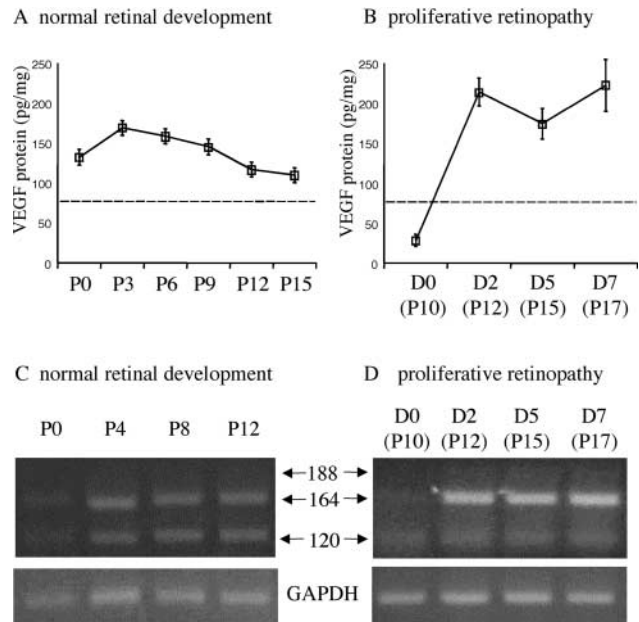 A normal retinal development
VEGF protein (pg/mg)
250
200
150
100
50
0
P0 P3 P6 P9 P12 P15
B proliferative retinopathy
VEGF protein (pg/mg)
250
200
150
100
50
0
D0 D2 D5 D7
(P10) (P12) (P15) (P17)
C normal retinal development
P0 P4 P8 P12
D proliferative retinopathy
D0 D2 D5 D7
(P10) (P12) (P15) (P17)
188
164
120
GAPDH